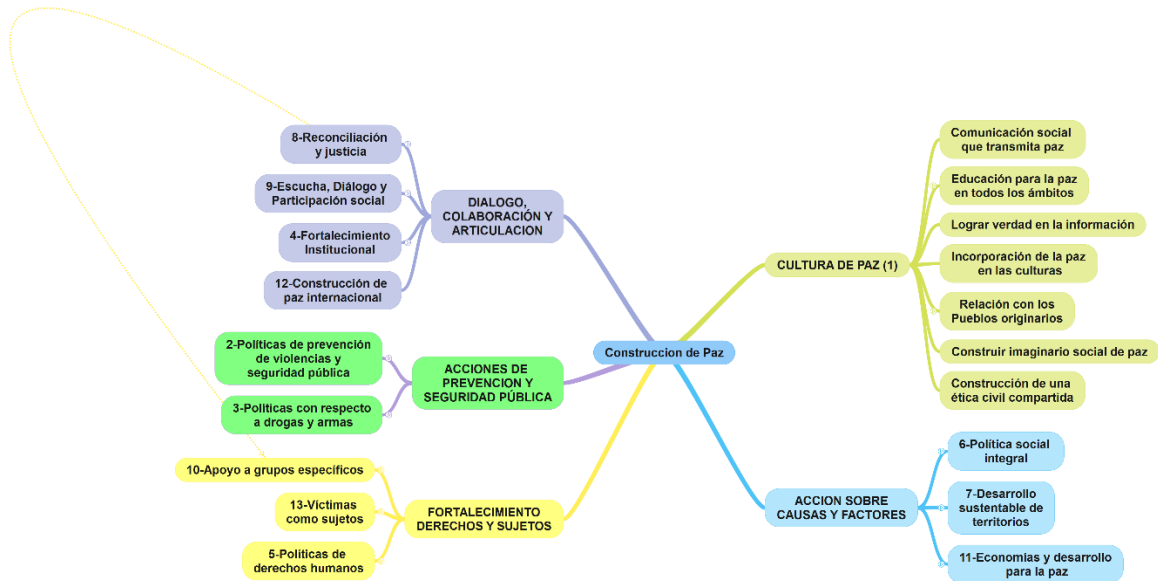 8-Reconciliación
y justicia
9-Escucha, Diálogo y
Participación social
4-Fortalecimiento
Institucional
12-Construcción de
paz internacional
DIALOGO,
COLABORACIÓN Y
ARTICULACION
2-Políticas de prevención
de violencias y
seguridad pública
3-Políticas con respecto
a drogas y armas
ACCIONES DE
PREVENCION Y
SEGURIDAD PÚBLICA
10-Apoyo a grupos específicos
13-Víctimas
como sujetos
5-Políticas de
derechos humanos
FORTALECIMIENTO
DERECHOS Y SUJETOS
Construccion de Paz
CULTURA DE PAZ (1)
Comunicación social
que transmita paz
Educación para la paz
en todos los ámbitos
Lograr verdad en la información
Incorporación de la paz
en las culturas
Relación con los
Pueblos originarios
Construir imaginario social de paz
Construcción de una
ética civil compartida
ACCION SOBRE
CAUSAS Y FACTORES
6-Política social
integral
7-Desarrollo
sustentable de
territorios
11-Economías y desarrollo
para la paz